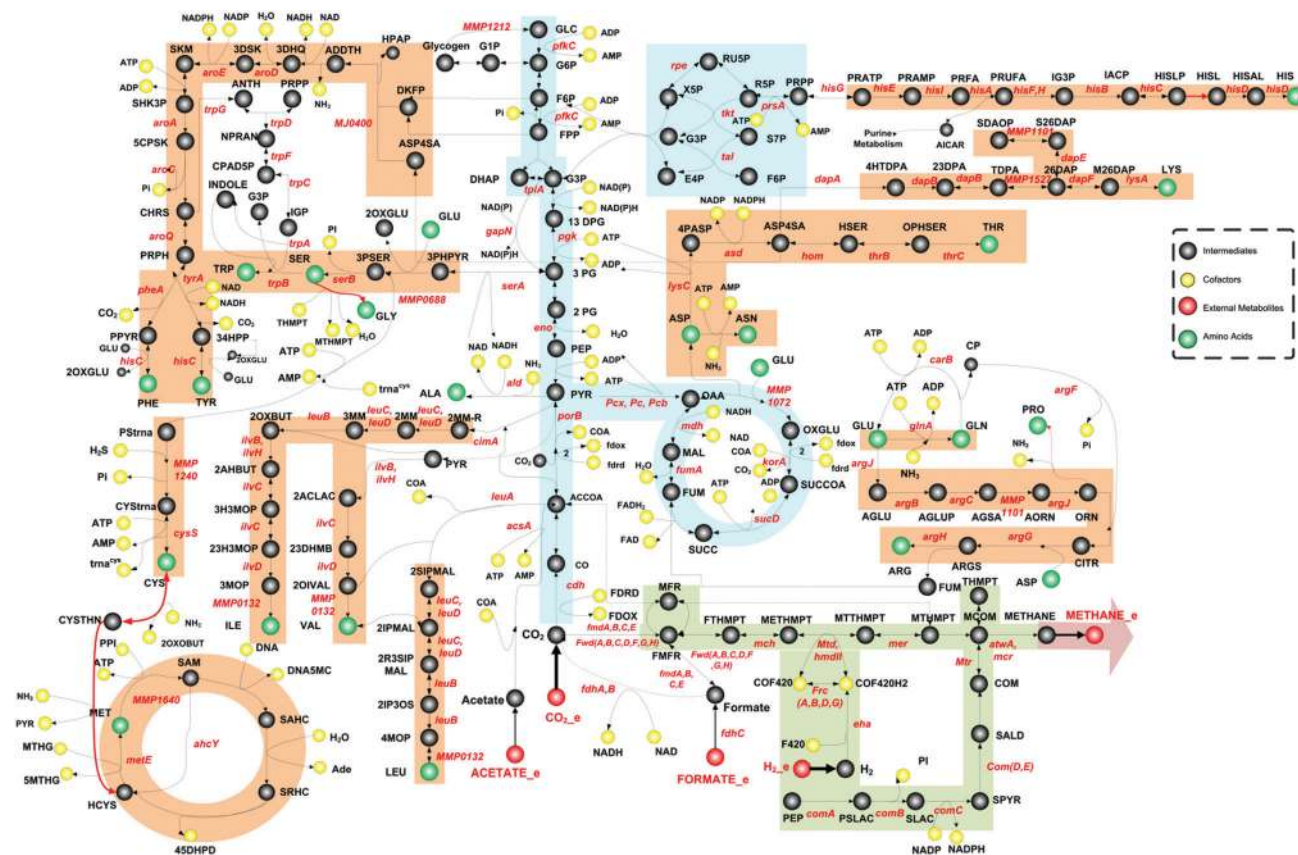 NADPH
NADP
H₂O
NADH
NAD
SKM
3DSK
3DHQ
ADDTH
HPAP
aroE
aroD
ATP
ADP
SHK3P
ANTH
PRPP
NH₃
DKFP
trpG
aroA
trpD
MJ0400
5CPSK
NPRAN
trpF
ASP4SA
aroC
CPAD5P
Pi
INDOLE
trpC
G3P
IGP
CHRS
2OXGLU
GLU
aroQ
trpA
PI
PRPH
SER
3PSER
3PHPYR
TRP
trpB
serB
MMP0688
tyrA
pheA
NAD
NADH
CO₂
CO₂
GLY
THMPT
MTHMPT
H₂O
PPYR
34HPP
GLU
hisC
2OXGLU
hisC
2OXGLU
GLU
PHE
TYR
ATP
AMP
trna^cys
MMP1212
GLC
ADP
pfkC
AMP
Glycogen
G1P
G6P
F6P
ADP
Pi
pfkC
AMP
FPP
DHAP
G3P
tpiA
NAD(P)
NAD(P)
NAD(P)H
13 DPG
gapN
pgk
ATP
NAD(P)H
ADP
3 PG
serA
2 PG
eno
H₂O
PEP
NAD
NADH
NH₃
ADP
ATP
ALA
ald
PYR
Pcx, Pc, Pcb
porB
COA
fdox
fdrd
2
CO₂
PYR
COA
leuA
ACCOA
acsA
ATP
AMP
CO
cdh
FDRD
FDOX
CO₂
COA
Acetate
ACETATE_e
CO₂_e
fdhA,B
NADH
NAD
Formate
fdhC
FORMATE_e
rpe
RU5P
X5P
R5P
PRPP
tkt
prsA
ATP
AMP
G3P
S7P
tal
E4P
F6P
hisG
PRATP
PRAMP
PRFA
PRUFA
IG3P
IACP
HISLP
HISL
HISAL
HIS
hisE
hisI
hisA
hisF,H
hisB
hisC
hisD
hisD
Purine
Metabolism
AICAR
SDAOP
S26DAP
MMP1101
dapE
dapA
4HTDPA
23DPA
TDPA
26DAP
M26DAP
LYS
dapB
dapB
MMP1527
dapF
lysA
NADP
NADPH
4PASP
ASP4SA
HSER
OPHSER
THR
asd
hom
thrB
thrC
lysC
ATP
AMP
ASP
ASN
NH₃
GLU
MMP
1072
OAA
mdh
NADH
NAD
MAL
OXGLU
fdox
COA
CO₂
korA
2
fdrd
H₂O
fumA
FUM
SUCCOA
ADP
ATP
FADH₂
FAD
sucD
SUCC
Intermediates
Cofactors
External Metabolites
Amino Acids
ATP
ADP
carB
CP
ATP
ADP
argF
GLU
glnA
GLN
PRO
NH₃
NH₃
Pi
argJ
argB
argC
MMP
1101
argJ
AGLU
AGLUP
AGSA
AORN
ORN
argH
argG
ARG
ARGS
CITR
FUM
ASP
PStrna
H₂S
MMP
1240
PI
CYStrna
ATP
AMP
cysS
trna^cys
CYS
CYSTHN
NH₃
2OXOBUT
PPI
ATP
SAM
DNA
DNA5MC
NH₃
MMP1640
MET
SAHC
PYR
H₂O
MTHG
ahcY
metE
5MTHG
Ade
HCYS
SRHC
45DHPD
2OXBUT
leuB
3MM
leuC,
leuD
2MM
leuC,
leuD
2MM-R
cimA
ilvB,
ilvH
2AHBUT
ilvB,
ilvH
ilvC
2ACLAC
3H3MOP
ilvC
ilvC
23H3MOP
23DHMB
ilvD
ilvD
3MOP
2OIVAL
MMP0132
MMP
0132
ILE
VAL
2SIPMAL
leuC,
leuD
2IPMAL
leuC,
leuD
2R3SIP
MAL
leuB
2IP3OS
leuB
4MOP
MMP0132
LEU
MFR
fmdA,B,C,E
Fwd(A,B,C,D,F,G,H)
FMFR
FTHMPT
METHMPT
MTTHMPT
MTHMPT
THMPT
MCOM
METHANE
METHANE_e
Fwd(A,B,C,D,F
,G,H)
fmdA,B,
C,E
mch
Mtd,
hmdII
mer
atwA,
mcr
Mtr
COF420
COF420H2
Frc
(A,B,D,G)
COM
eha
F420
H₂_e
H₂
SALD
Com(D,E)
PI
PEP
PSLAC
SLAC
SPYR
comA
comB
comC
NADP
NADPH